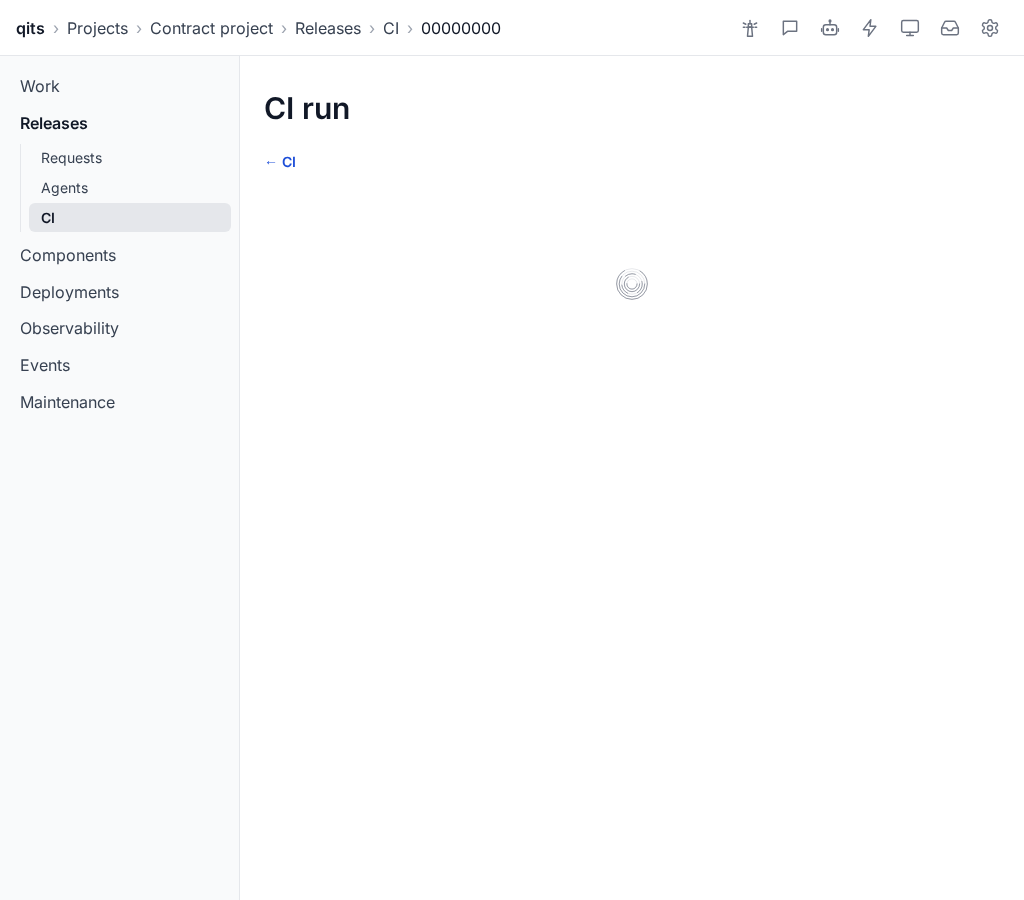 qits › Projects › Contract project › Releases › CI › 00000000
Work
Releases
Requests
Agents
CI
Components
Deployments
Observability
Events
Maintenance
CI run
← CI